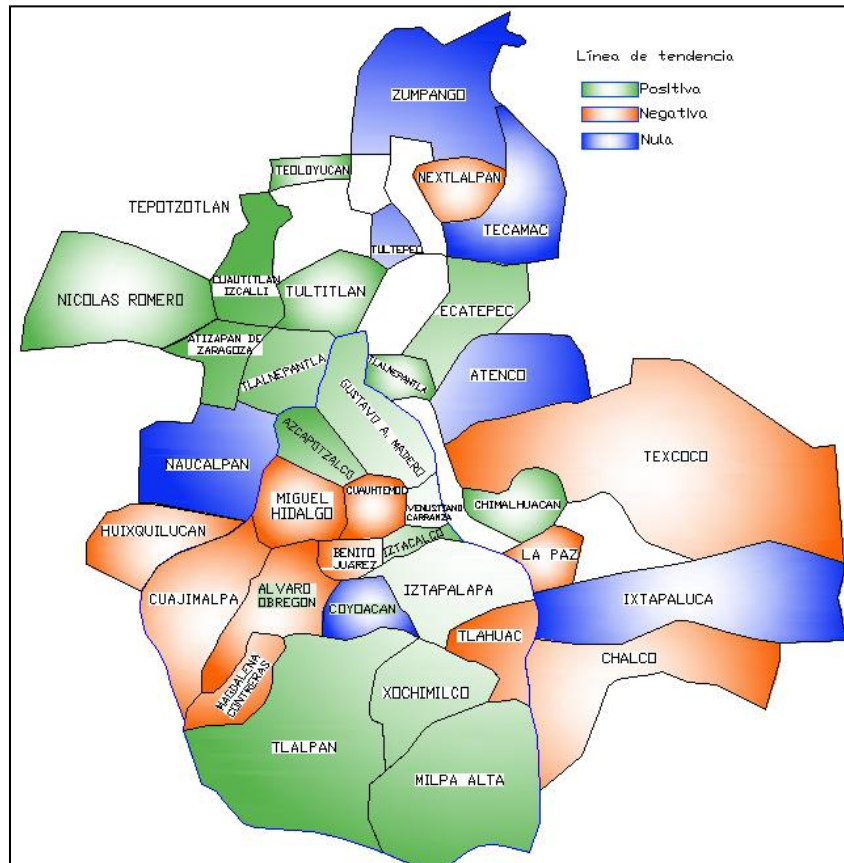 Línea de tendencia
Positiva
Negativa
Nula
ZUMPANGO
TEOLOYUCAN
NEXTLALPAN
TEPOTZOTLAN
TECAMAC
TULTEPEC
CUAUTITLAN
IZCALLI
TULTITLAN
NICOLAS ROMERO
ECATEPEC
ATIZAPAN DE
ZARAGOZA
TLALNEPANTLA
TLALNEPANTLA
ATENCO
GUSTAVO A. MADERO
AZCAPOTZALCO
TEXCOCO
NAUCALPAN
CUAUHTEMOC
MIGUEL
HIDALGO
CHIMALHUACAN
VENUSTIANO
CARRANZA
HUIXQUILUCAN
IZTACALCO
BENITO
JUAREZ
LA PAZ
CUAJIMALPA
ALVARO
OBREGON
IZTAPALAPA
COYOACAN
IXTAPALUCA
TLAHUAC
CHALCO
MAGDALENA
CONTRERAS
XOCHIMILCO
TLALPAN
MILPA ALTA